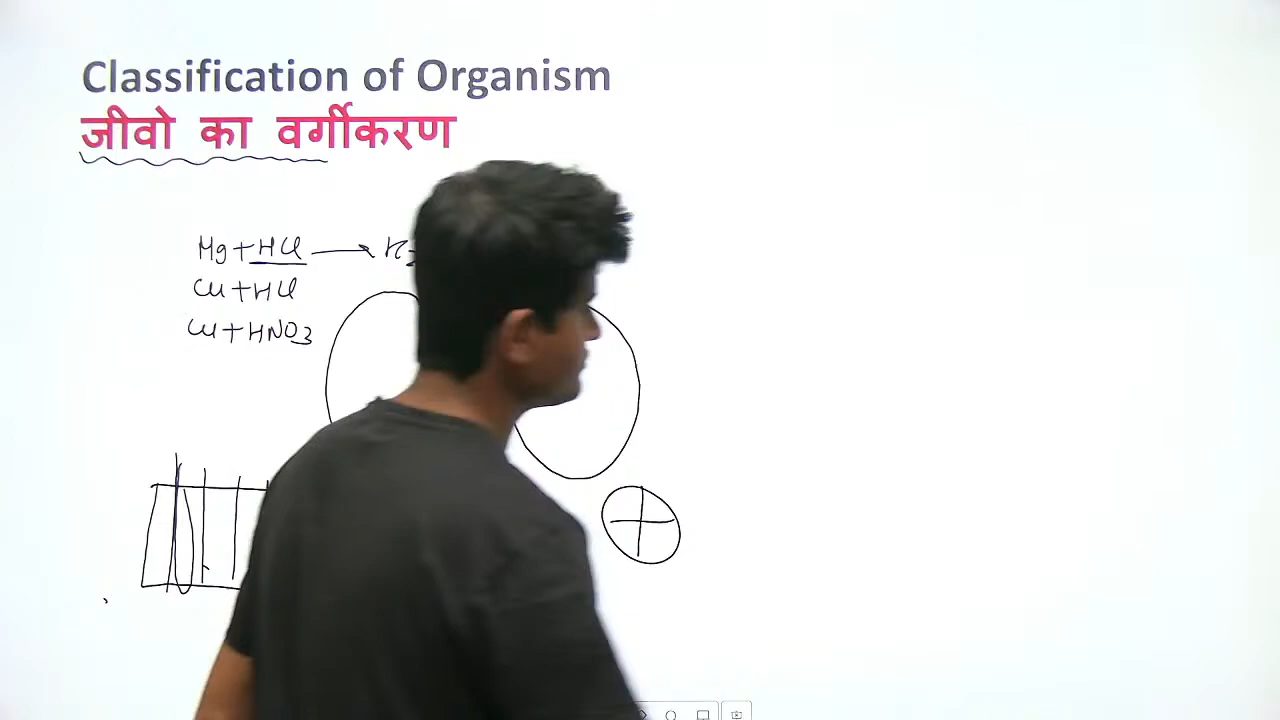 Classification of Organism
जीवो का वर्गीकरण
Mg + HCl →
Cu + HCl
Cu + HNO3